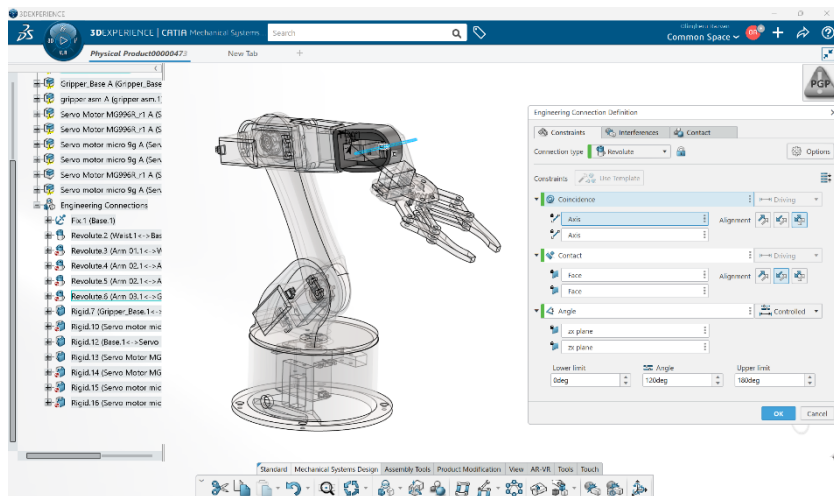 3DEXPERIENCE
3DEXPERIENCE | CATIA Mechanical Systems
Search
Common Space
Physical Product00000473
New Tab
Gripper_Base A (Gripper_Base
gripper asm A (gripper asm.1
Servo Motor MG996R_r1 A (S
Servo motor micro 9g A (Serv
Servo Motor MG996R_r1 A (S
Servo motor micro 9g A (Serv
Servo motor micro 9g A (Serv
Engineering Connections
Fix.1 (Base.1)
Revolute.2 (Waist.1<->Bas
Revolute.3 (Arm 01.1<->W
Revolute.4 (Arm 02.1<->A
Revolute.5 (Arm 02.1<->A
Revolute.6 (Arm 03.1<->G
Rigid.7 (Gripper_Base.1<->
Rigid.10 (Servo motor mic
Rigid.12 (Base.1<->Servo
Rigid.13 (Servo Motor MG
Rigid.14 (Servo Motor MG
Rigid.15 (Servo motor mic
Rigid.16 (Servo motor mic
PGP
Engineering Connection Definition
Constraints
Interferences
Contact
Connection type
Revolute
Options
Constraints
Use Template
Coincidence
Driving
Axis
Alignment
Axis
Contact
Driving
Face
Alignment
Face
Angle
Controlled
zx plane
zx plane
Lower limit
Angle
Upper limit
0deg
120deg
180deg
OK
Cancel
Standard
Mechanical Systems Design
Assembly Tools
Product Modification
View
AR-VR
Tools
Touch